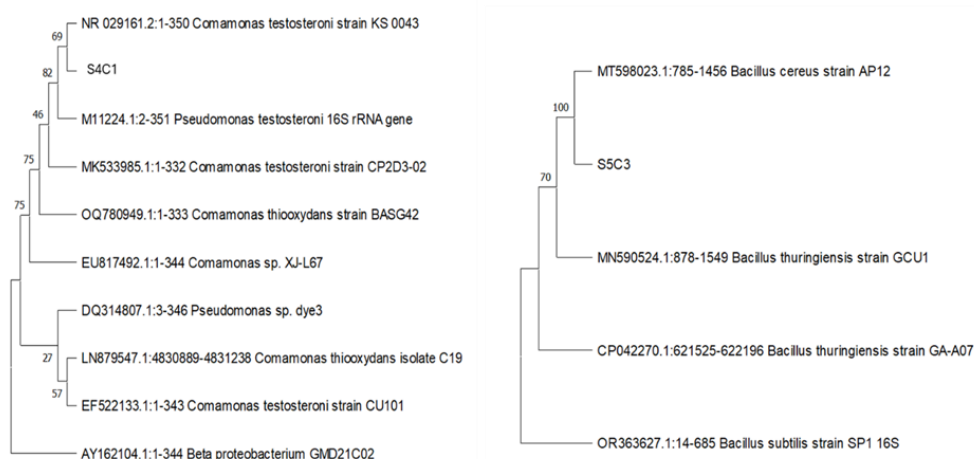 NR 029161.2:1-350 Comamonas testosteroni strain KS 0043
69
S4C1
82
M11224.1:2-351 Pseudomonas testosteroni 16S rRNA gene
46
MK533985.1:1-332 Comamonas testosteroni strain CP2D3-02
75
OQ780949.1:1-333 Comamonas thiooxydans strain BASG42
75
EU817492.1:1-344 Comamonas sp. XJ-L67
DQ314807.1:3-346 Pseudomonas sp. dye3
27
LN879547.1:4830889-4831238 Comamonas thiooxydans isolate C19
57
EF522133.1:1-343 Comamonas testosteroni strain CU101
AY162104.1:1-344 Beta proteobacterium GMD21C02
MT598023.1:785-1456 Bacillus cereus strain AP12
100
S5C3
70
MN590524.1:878-1549 Bacillus thuringiensis strain GCU1
CP042270.1:621525-622196 Bacillus thuringiensis strain GA-A07
OR363627.1:14-685 Bacillus subtilis strain SP1 16S